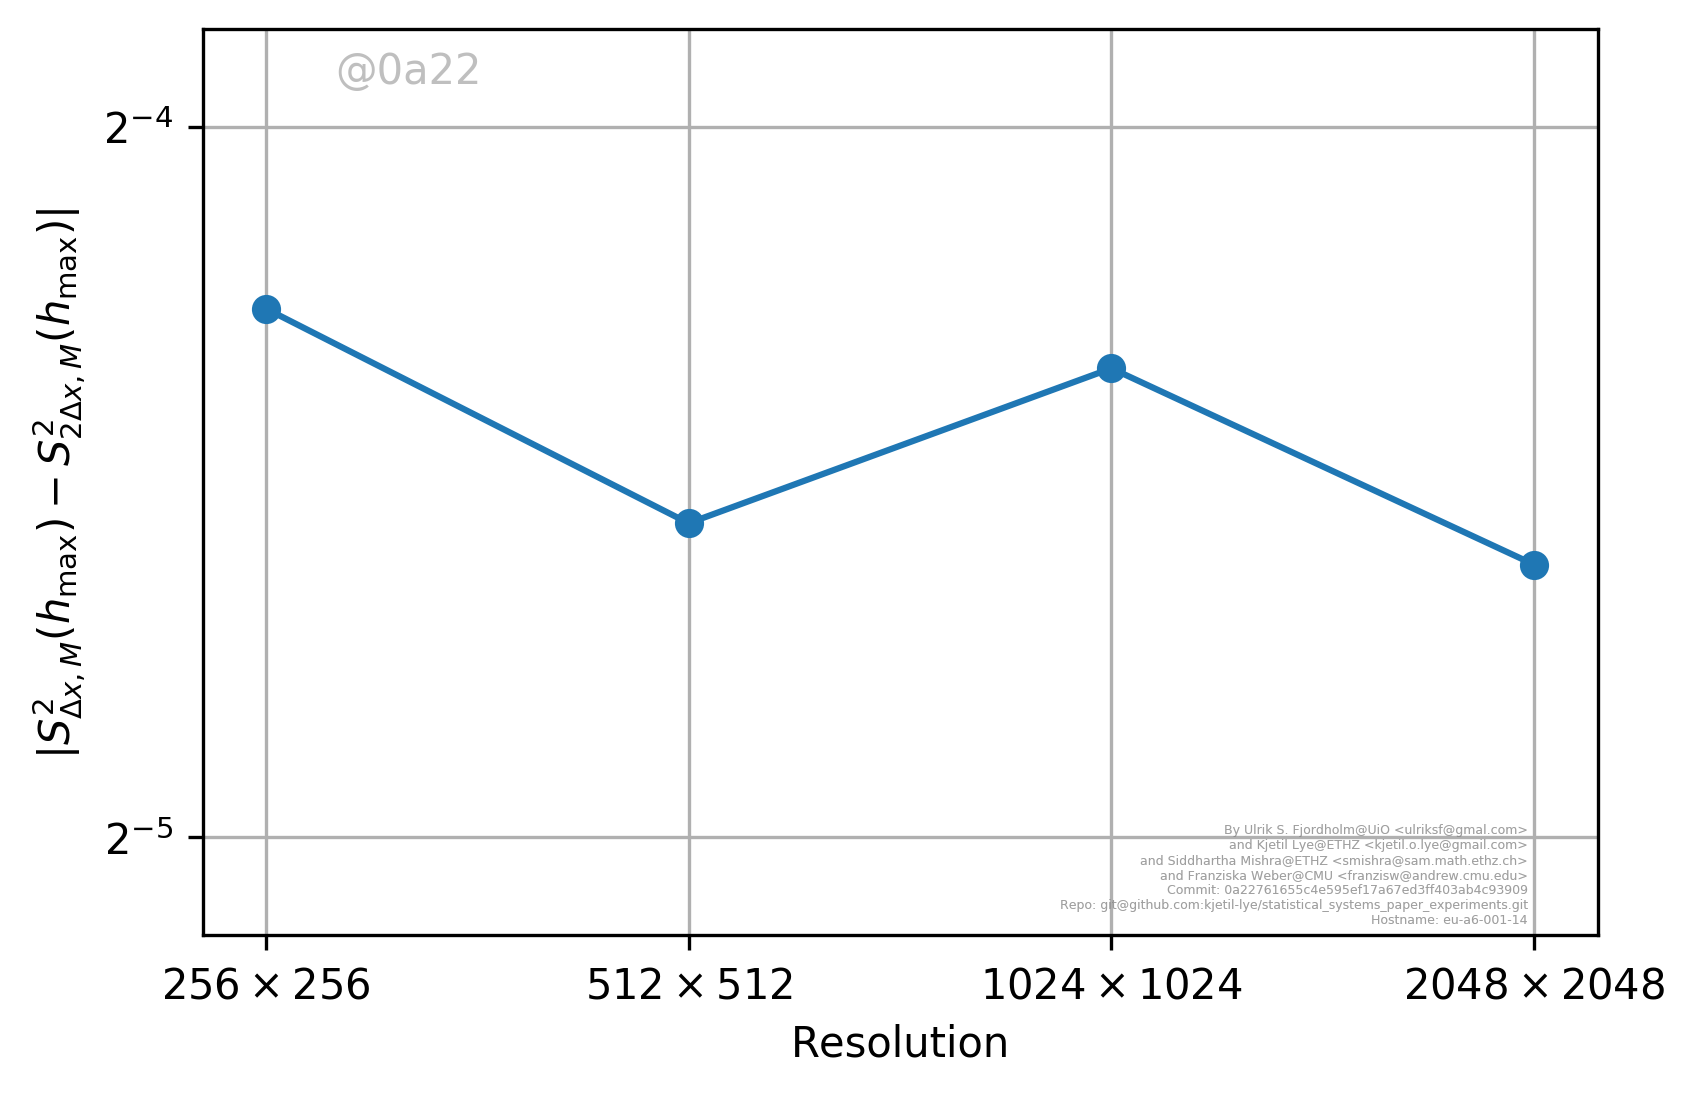 @0a22
2⁻⁴
2⁻⁵
|S²_{Δx,M}(h_max) − S²_{2Δx,M}(h_max)|
By Ulrik S. Fjordholm@UiO <ulriksf@gmal.com>
and Kjetil Lye@ETHZ <kjetil.o.lye@gmail.com>
and Siddhartha Mishra@ETHZ <smishra@sam.math.ethz.ch>
and Franziska Weber@CMU <franzisw@andrew.cmu.edu>
Commit: 0a22761655c4e595ef17a67ed3ff403ab4c93909
Repo: git@github.com:kjetil-lye/statistical_systems_paper_experiments.git
Hostname: eu-a6-001-14
256 × 256 512 × 512 1024 × 1024 2048 × 2048
Resolution